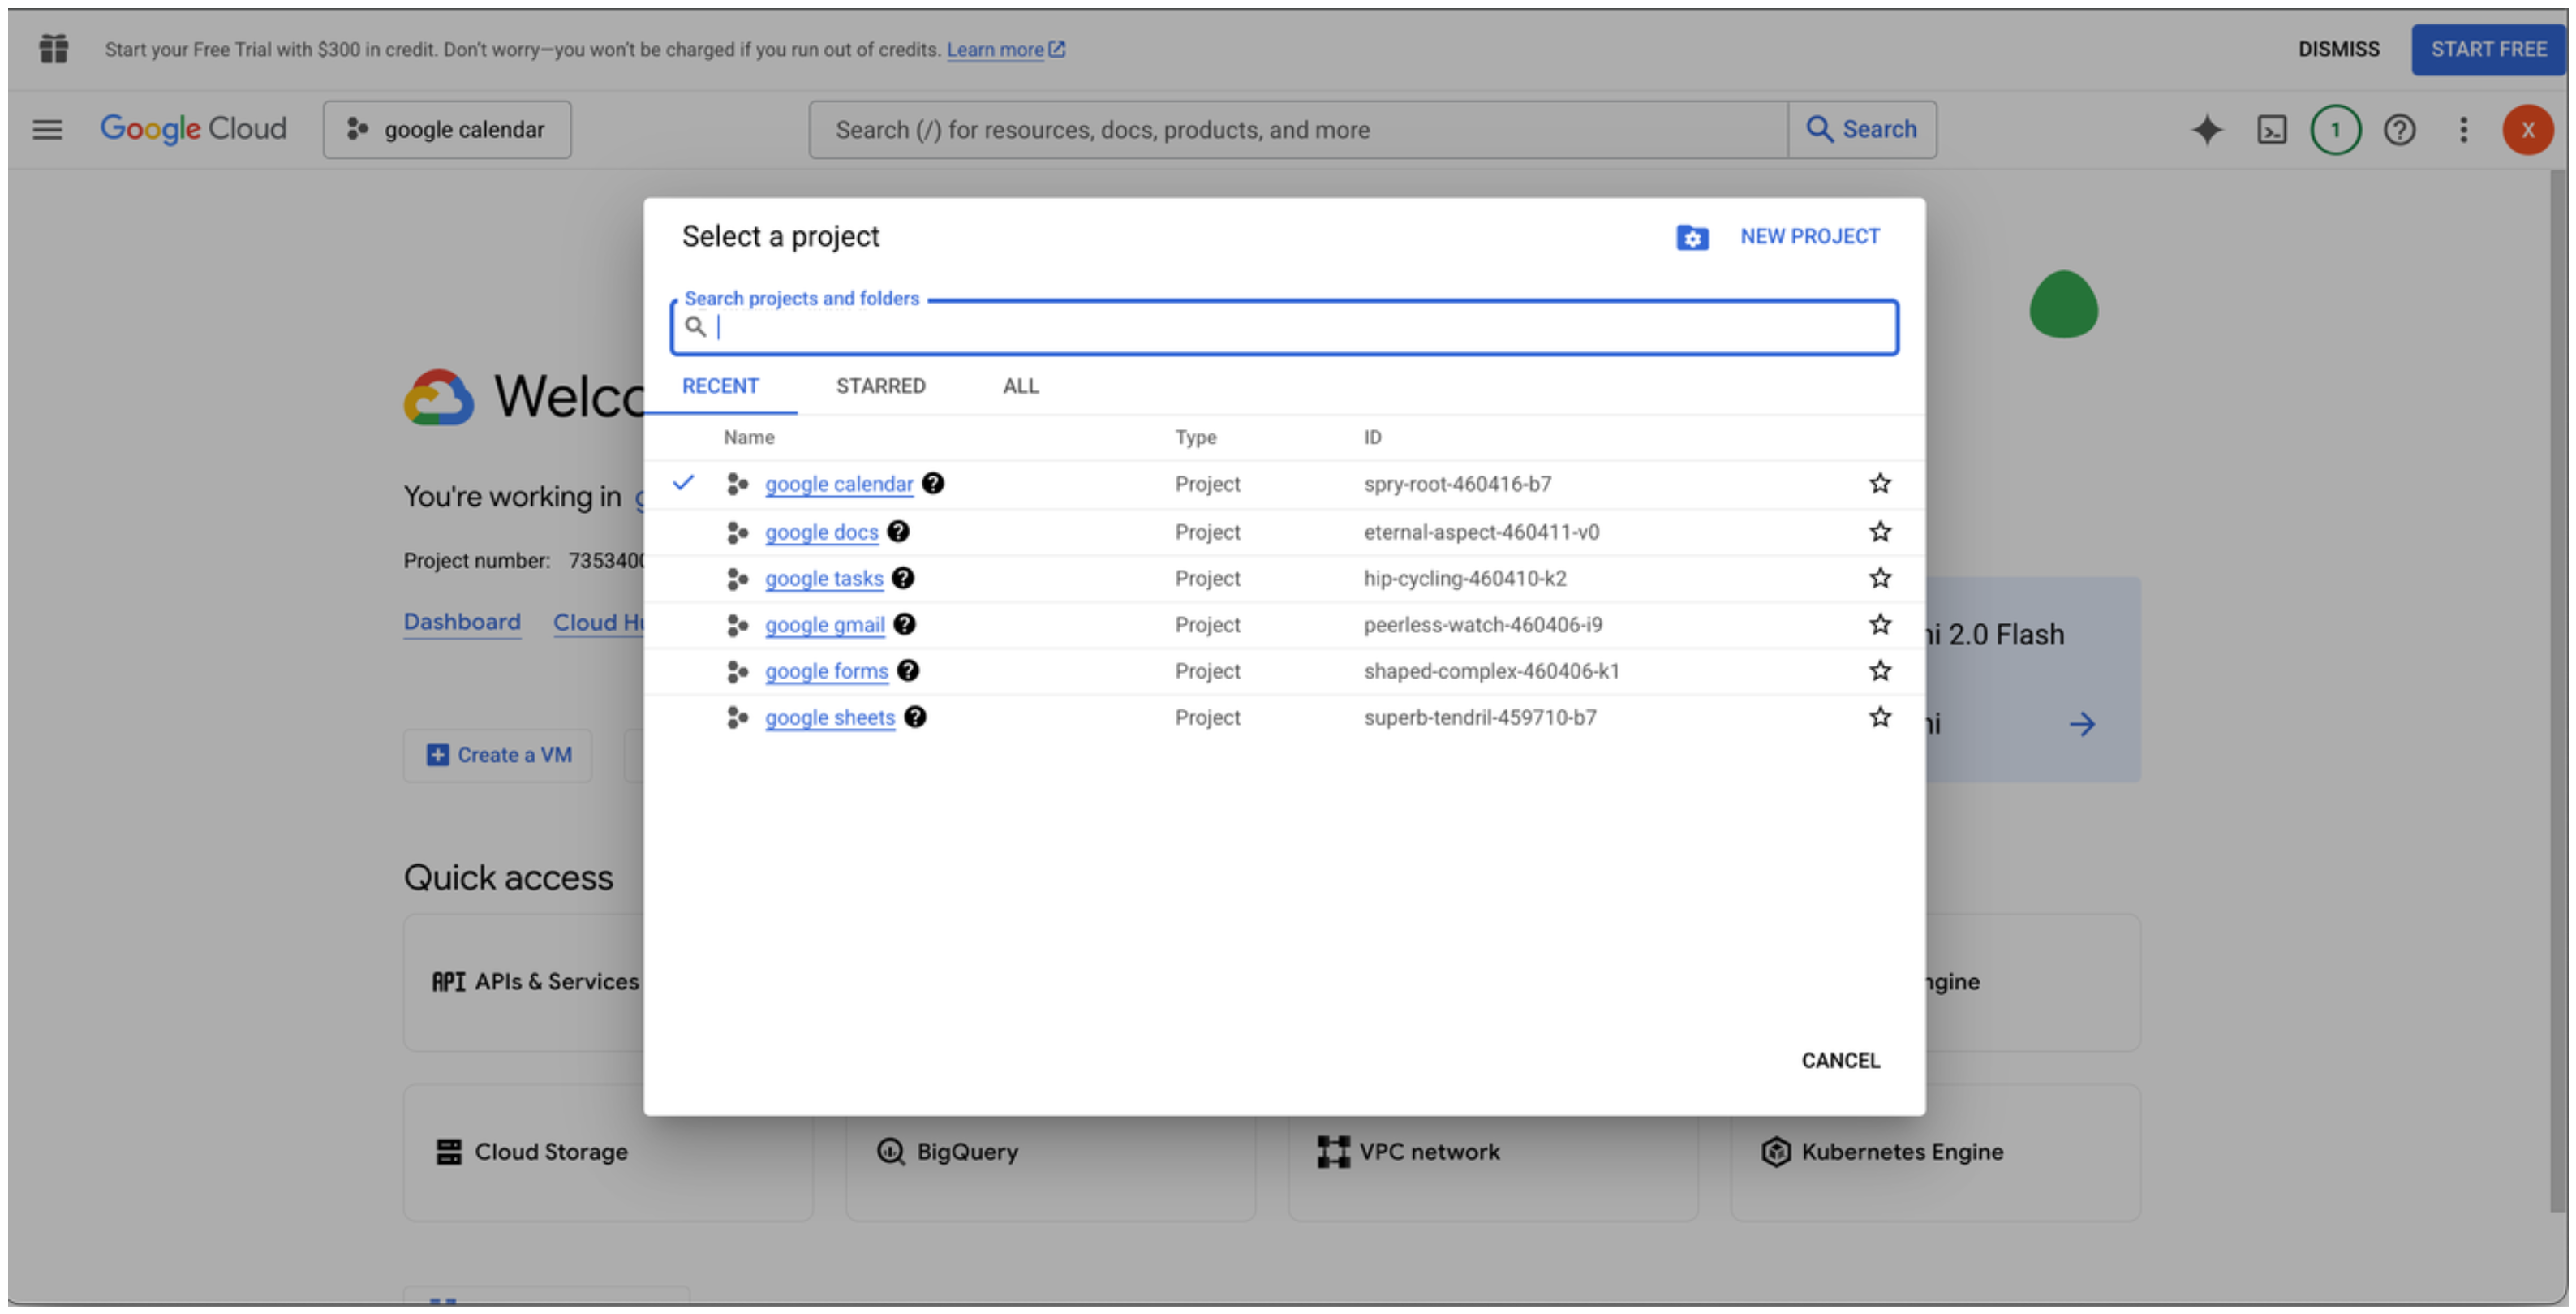 Start your Free Trial with $300 in credit. Don't worry—you won't be charged if you run out of credits. Learn more
DISMISS
START FREE
Google Cloud
google calendar
Search (/) for resources, docs, products, and more
Search
1
X
Select a project
NEW PROJECT
Search projects and folders
RECENT STARRED ALL
Name Type ID
google calendar Project spry-root-460416-b7
google docs Project eternal-aspect-460411-v0
google tasks Project hip-cycling-460410-k2
google gmail Project peerless-watch-460406-i9
google forms Project shaped-complex-460406-k1
google sheets Project superb-tendril-459710-b7
CANCEL
You're working in
Project number:
Dashboard Cloud
2.0 Flash
Create a VM
Quick access
API APIs & Services
Cloud Storage
BigQuery
VPC network
Kubernetes Engine